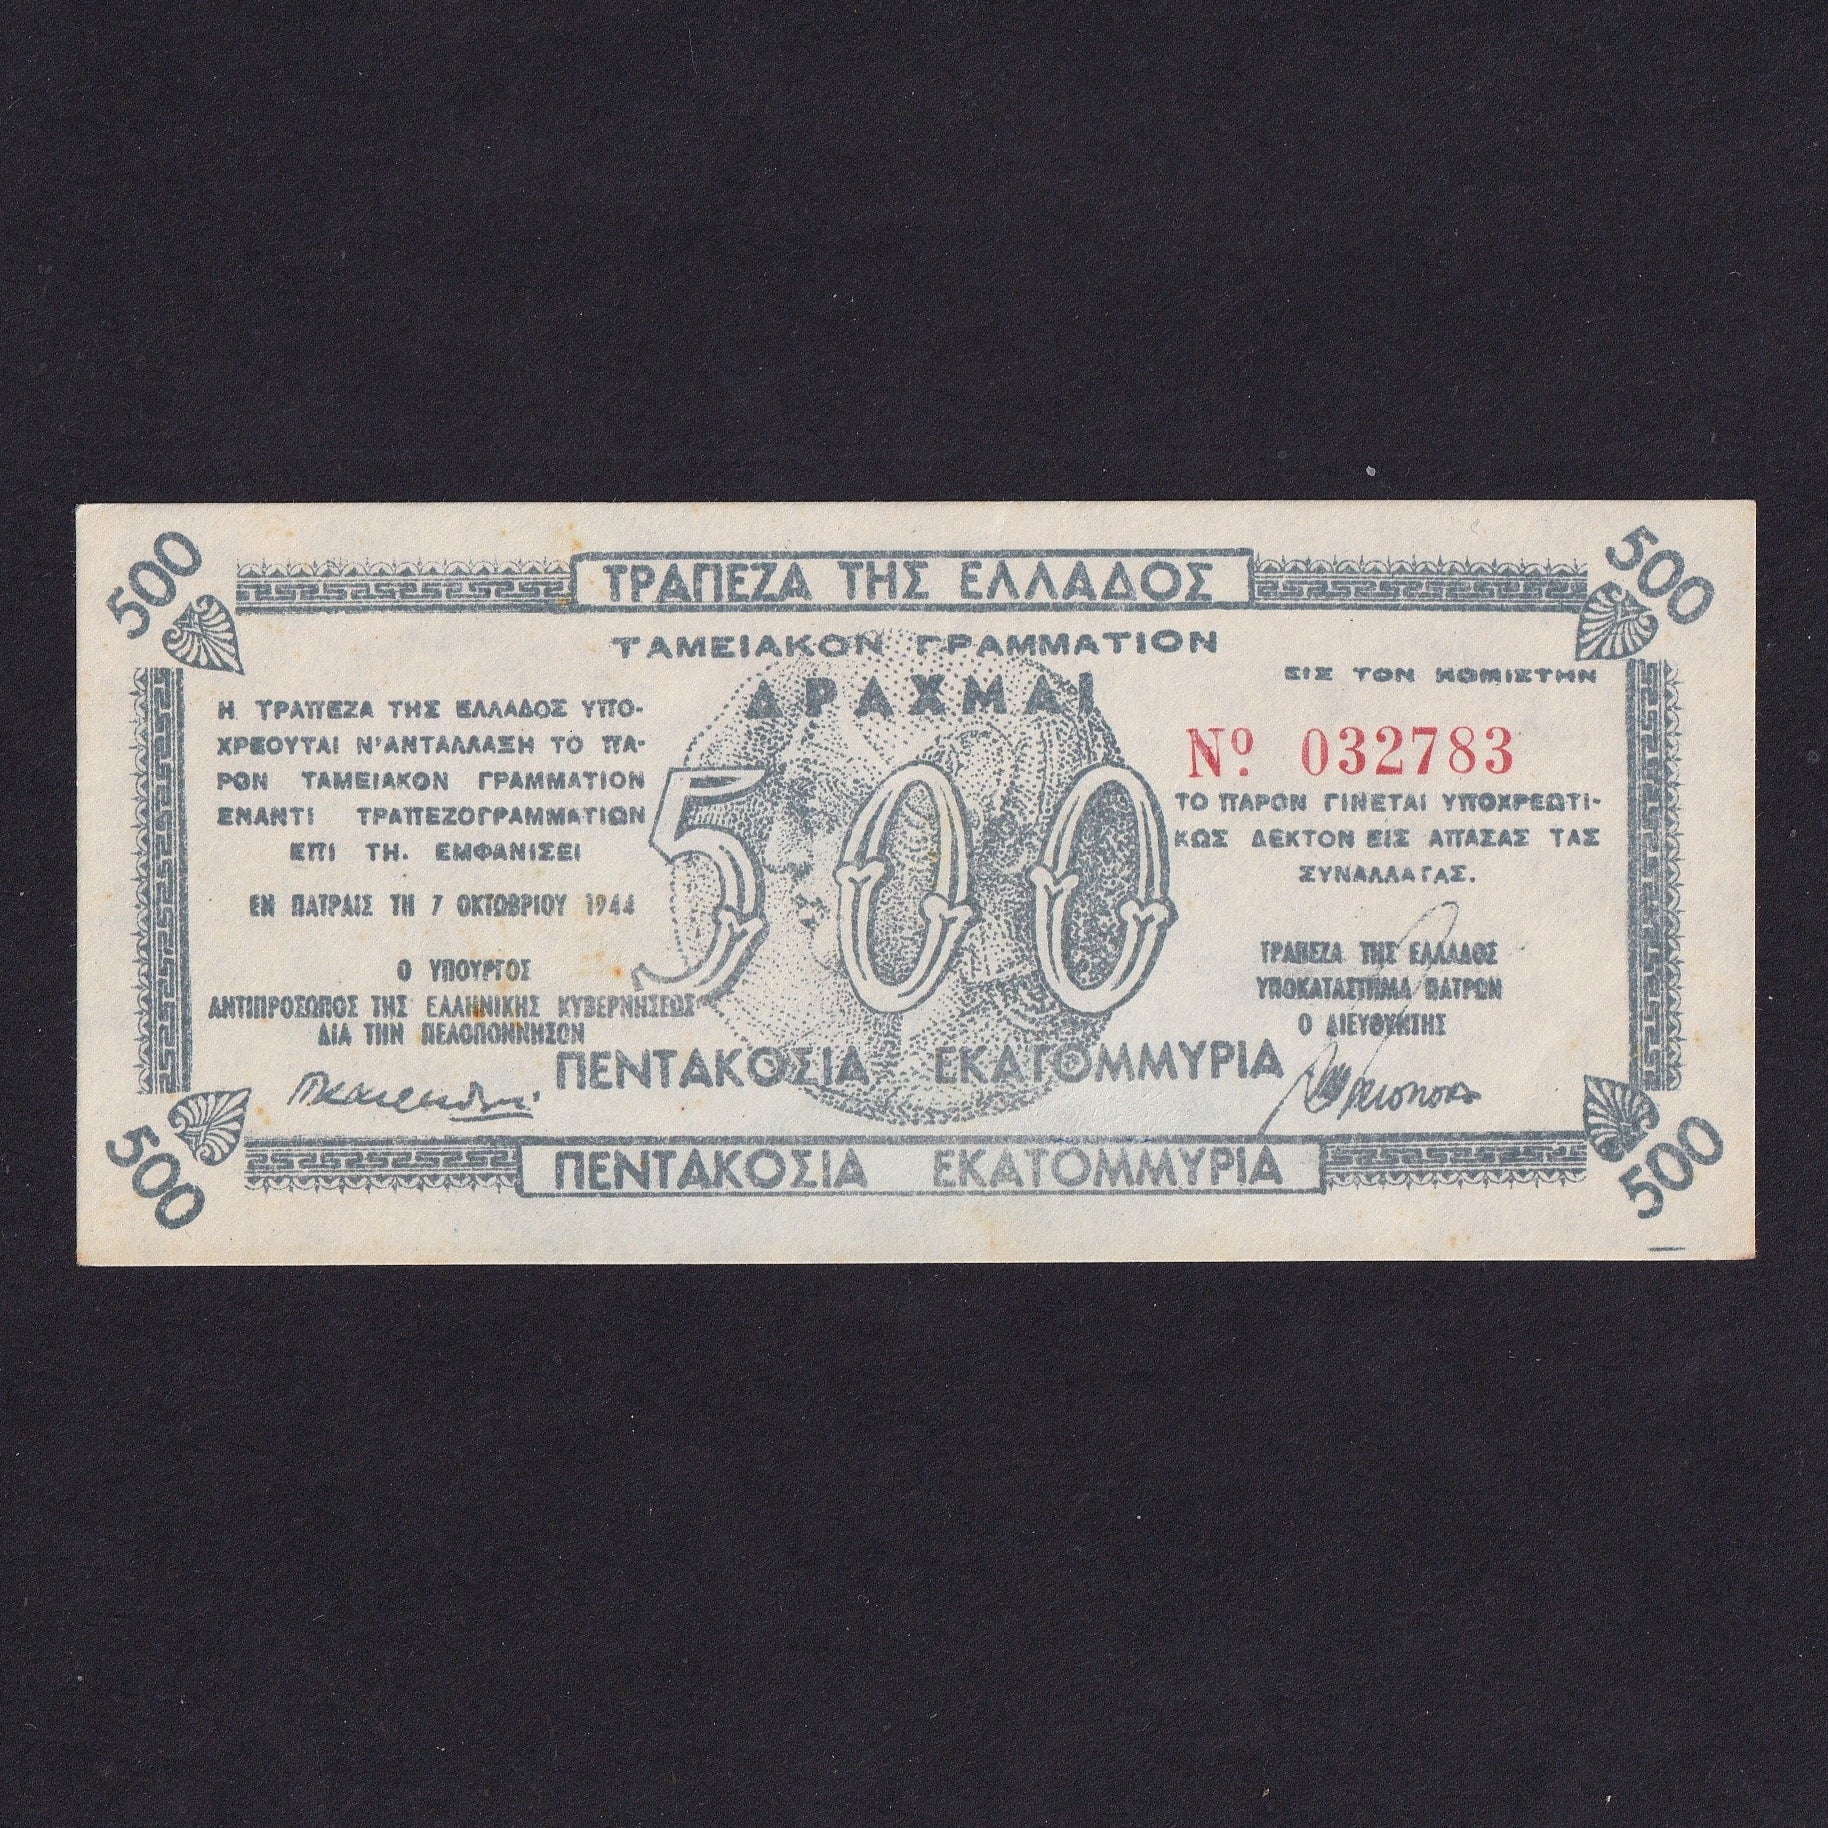 500
500
ΤΡΑΠΕΖΑ ΤΗΣ ΕΛΛΑΔΟΣ
ΤΑΜΕΙΑΚΟΝ ΓΡΑΜΜΑΤΙΟΝ
ΔΡΑΧΜΑΙ
ΕΙΣ ΤΟΝ ΚΟΜΙΣΤΗΝ
Η ΤΡΑΠΕΖΑ ΤΗΣ ΕΛΛΑΔΟΣ ΥΠΟ-
ΧΡΕΟΥΤΑΙ Ν'ΑΝΤΑΛΛΑΞΗ ΤΟ ΠΑ-
ΡΟΝ ΤΑΜΕΙΑΚΟΝ ΓΡΑΜΜΑΤΙΟΝ
ΕΝΑΝΤΙ ΤΡΑΠΕΖΟΓΡΑΜΜΑΤΙΩΝ
ΕΠΙ ΤΗ. ΕΜΦΑΝΙΣΕΙ
ΕΝ ΠΑΤΡΑΙΣ ΤΗ 7 ΟΚΤΩΒΡΙΟΥ 1944
Ο ΥΠΟΥΡΓΟΣ
ΑΝΤΙΠΡΟΣΩΠΟΣ ΤΗΣ ΕΛΛΗΝΙΚΗΣ ΚΥΒΕΡΝΗΣΕΩΣ
ΔΙΑ ΤΗΝ ΠΕΛΟΠΟΝΝΗΣΟΝ
500
Nº. 032783
ΤΟ ΠΑΡΟΝ ΓΙΝΕΤΑΙ ΥΠΟΧΡΕΩΤΙ-
ΚΩΣ ΔΕΚΤΟΝ ΕΙΣ ΑΠΑΣΑΣ ΤΑΣ
ΣΥΝΑΛΛΑΓΑΣ.
ΤΡΑΠΕΖΑ ΤΗΣ ΕΛΛΑΔΟΣ
ΥΠΟΚΑΤΑΣΤΗΜΑ ΠΑΤΡΩΝ
Ο ΔΙΕΥΘΥΝΤΗΣ
ΠΕΝΤΑΚΟΣΙΑ ΕΚΑΤΟΜΜΥΡΙΑ
ΠΕΝΤΑΚΟΣΙΑ ΕΚΑΤΟΜΜΥΡΙΑ
500
500